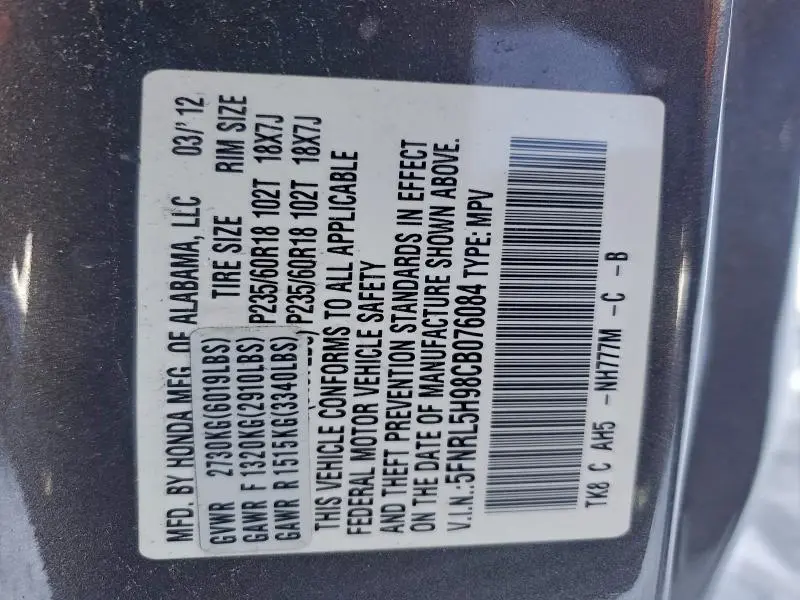 MFD. BY HONDA MFG. OF ALABAMA, LLC 03/'12
GVWR 2730KG(6019LBS) TIRE SIZE RIM SIZE
GAWR F 1320KG(2910LBS) P235/60R18 102T 18X7J
GAWR R 1515KG(3340LBS) P235/60R18 102T 18X7J
THIS VEHICLE CONFORMS TO ALL APPLICABLE
FEDERAL MOTOR VEHICLE SAFETY
AND THEFT PREVENTION STANDARDS IN EFFECT
ON THE DATE OF MANUFACTURE SHOWN ABOVE.
V.I.N.:5FNRL5H98CB076084 TYPE: MPV
TK8 C AH5 -NH777M -C -B